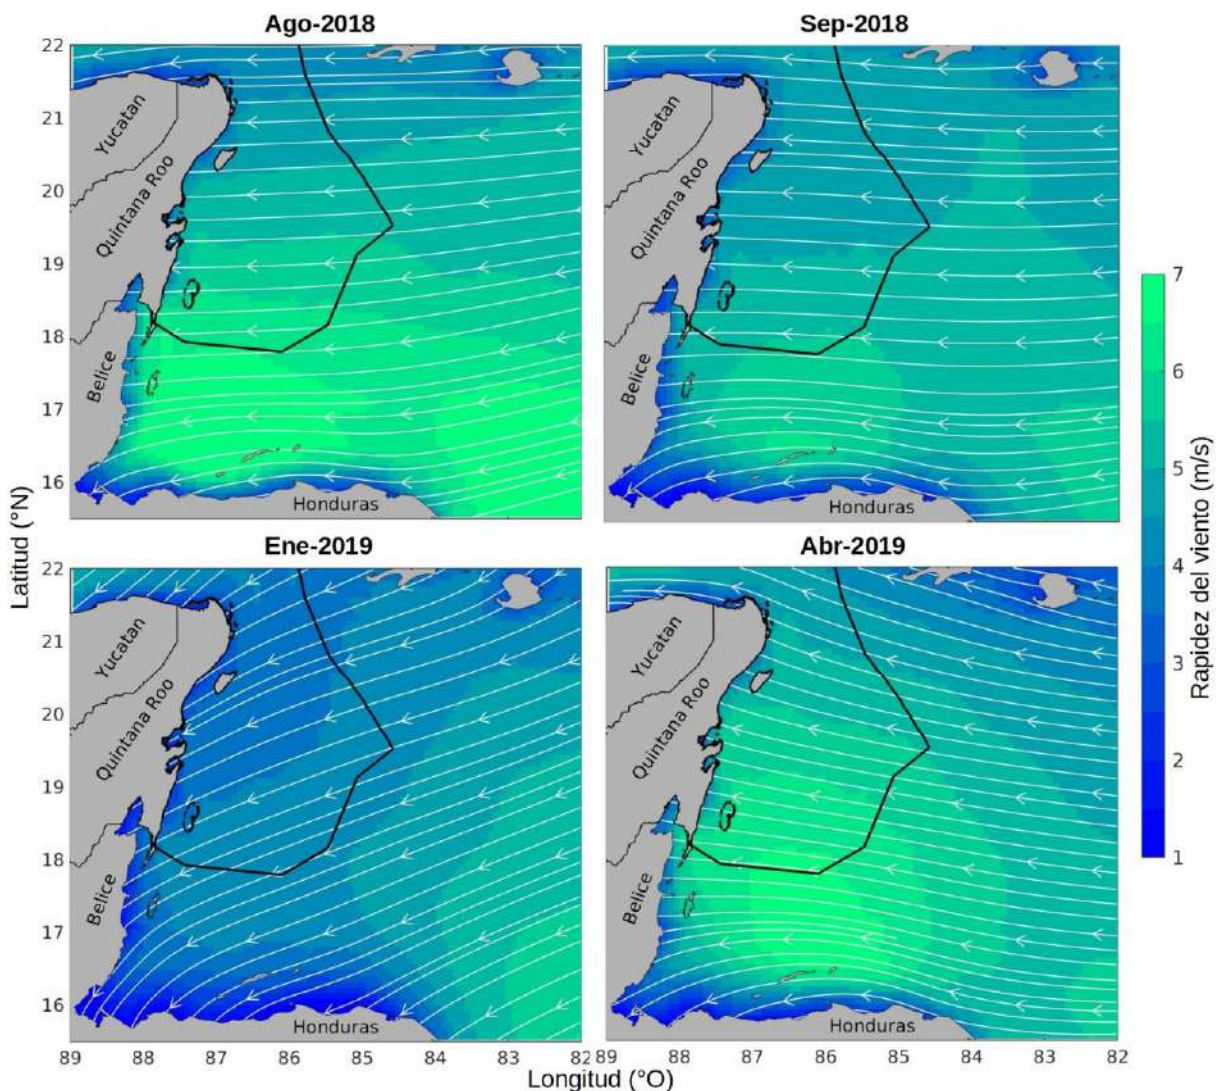 Ago-2018
Sep-2018
22
21
20
19
18
17
16
Yucatan
Quintana Roo
Belice
Honduras
Yucatan
Quintana Roo
Belice
Honduras
Latitud (°N)
Ene-2019
Abr-2019
22
21
20
19
18
17
16
Yucatan
Quintana Roo
Belice
Honduras
Yucatan
Quintana Roo
Belice
Honduras
89 88 87 86 85 84 83 82
89 88 87 86 85 84 83 82
Longitud (°O)
7
6
5
4
3
2
1
Rapidez del viento (m/s)